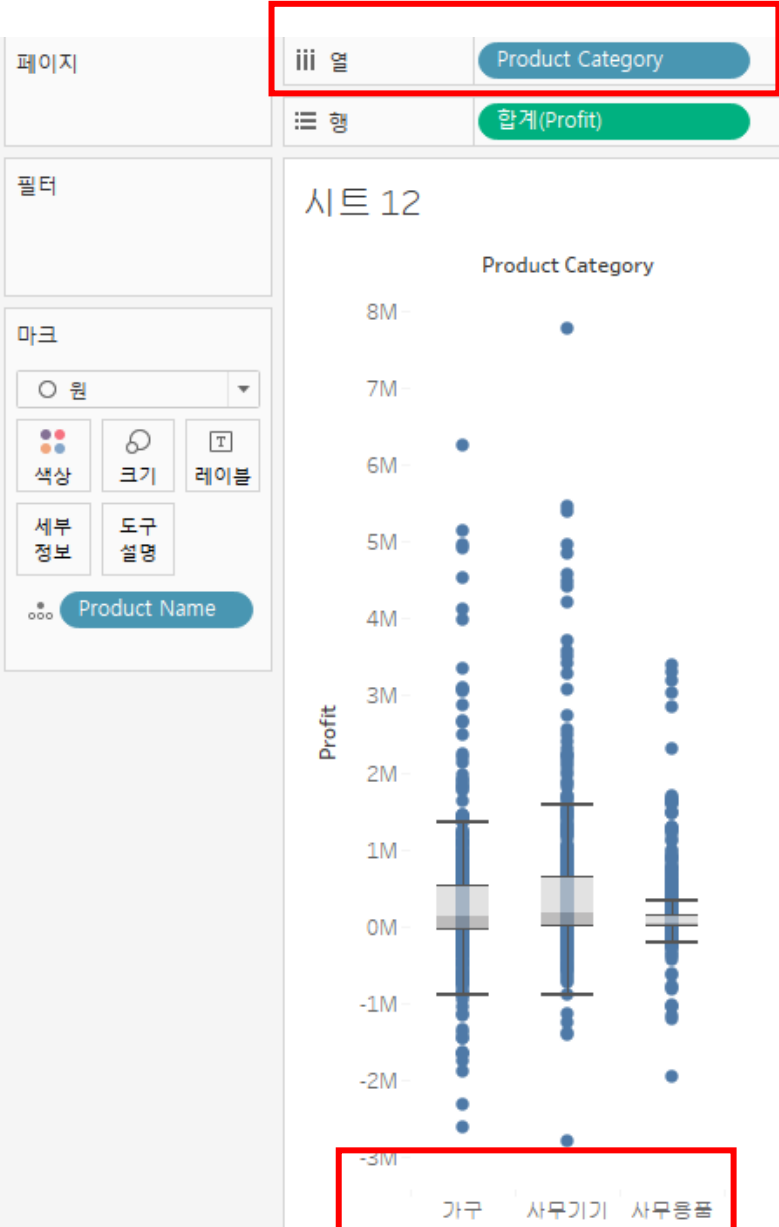 페이지
iii 열
Product Category
행
합계(Profit)
필터
시트 12
Product Category
마크
원
색상
크기
T
레이블
세부
정보
도구
설명
Product Name
Profit
8M
7M
6M
5M
4M
3M
2M
1M
0M
-1M
-2M
-3M
가구
사무기기
사무용품